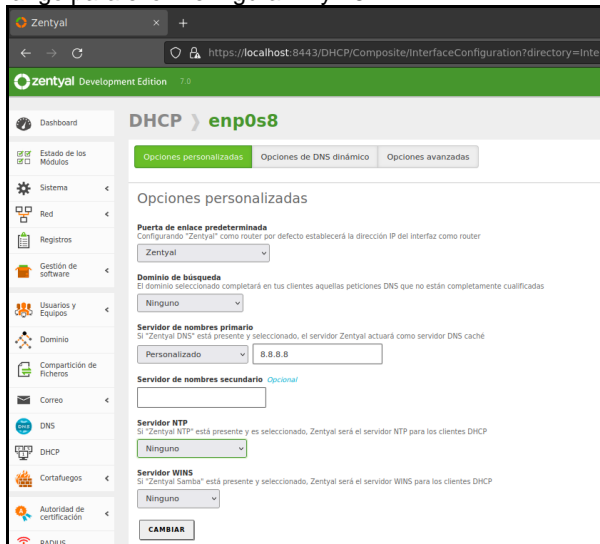 Zentyal × +
https://localhost:8443/DHCP/Composite/InterfaceConfiguration?directory=Inte
zentyal Development Edition 7.0
Dashboard
Estado de los
Módulos
Sistema
Red
Registros
Gestión de
software
Usuarios y
Equipos
Dominio
Compartición de
Ficheros
Correo
DNS
DHCP
Cortafuegos
Autoridad de
certificación
RADIUS
DHCP enp0s8
Opciones personalizadas Opciones de DNS dinámico Opciones avanzadas
Opciones personalizadas
Puerta de enlace predeterminada
Configurando "Zentyal" como router por defecto establecerá la dirección IP del interfaz como router
Zentyal
Dominio de búsqueda
El dominio seleccionado completará en tus clientes aquellas peticiones DNS que no están completamente cualificadas
Ninguno
Servidor de nombres primario
Si "Zentyal DNS" está presente y seleccionado, el servidor Zentyal actuará como servidor DNS caché
Personalizado 8.8.8.8
Servidor de nombres secundario Opcional
Servidor NTP
Si "Zentyal NTP" está presente y es seleccionado, Zentyal será el servidor NTP para los clientes DHCP
Ninguno
Servidor WINS
Si "Zentyal Samba" está presente y seleccionado, Zentyal será el servidor WINS para los clientes DHCP
Ninguno
CAMBIAR